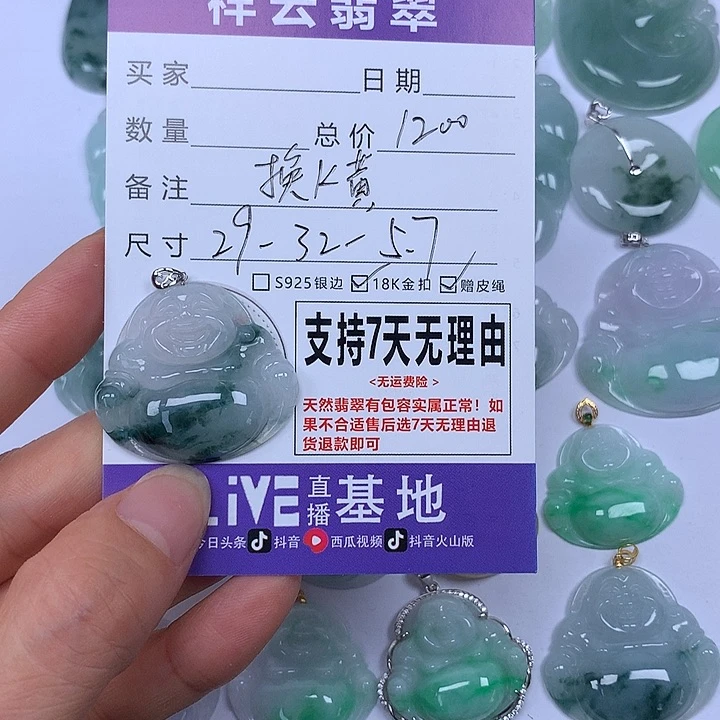 祥云翡翠
买家 日期
数量 总价 1200
备注 换K黄
尺寸 29-32-5.7
S925银边 18K金扣 赠皮绳
支持7天无理由
<无运费险>
天然翡翠有包容实属正常！如
果不合适售后选7天无理由退
货退款即可
LiVE 直播 基地
今日头条 抖音 西瓜视频 抖音火山版